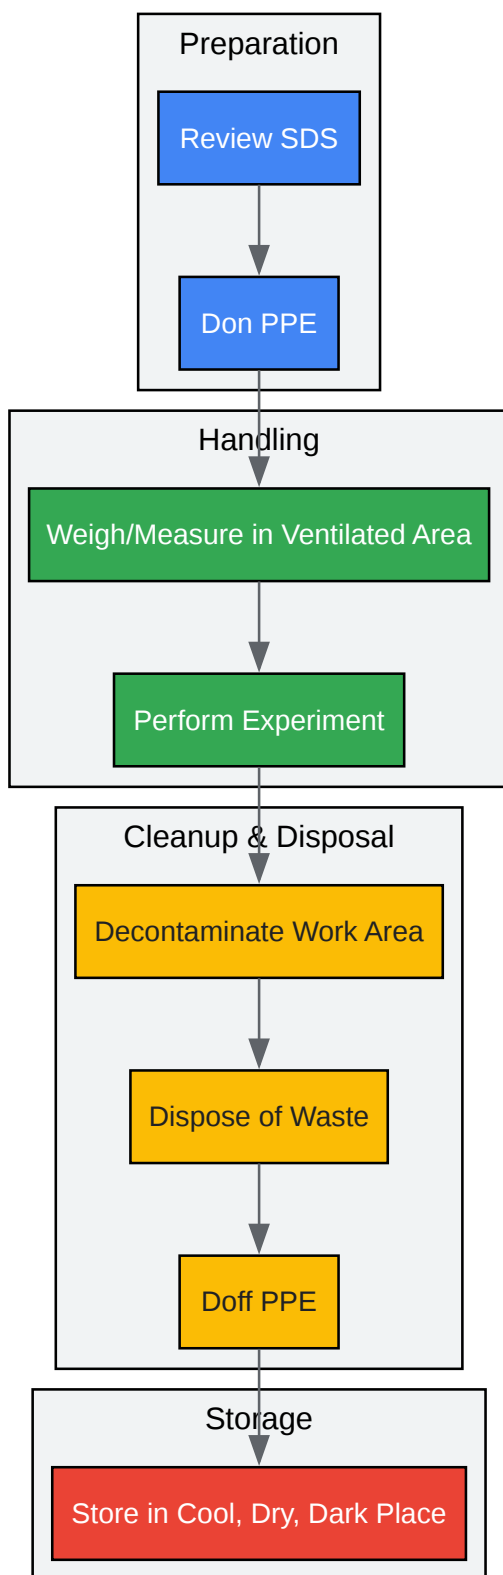 Preparation
Review SDS
Don PPE
Handling
Weigh/Measure in Ventilated Area
Perform Experiment
Cleanup & Disposal
Decontaminate Work Area
Dispose of Waste
Doff PPE
Storage
Store in Cool, Dry, Dark Place